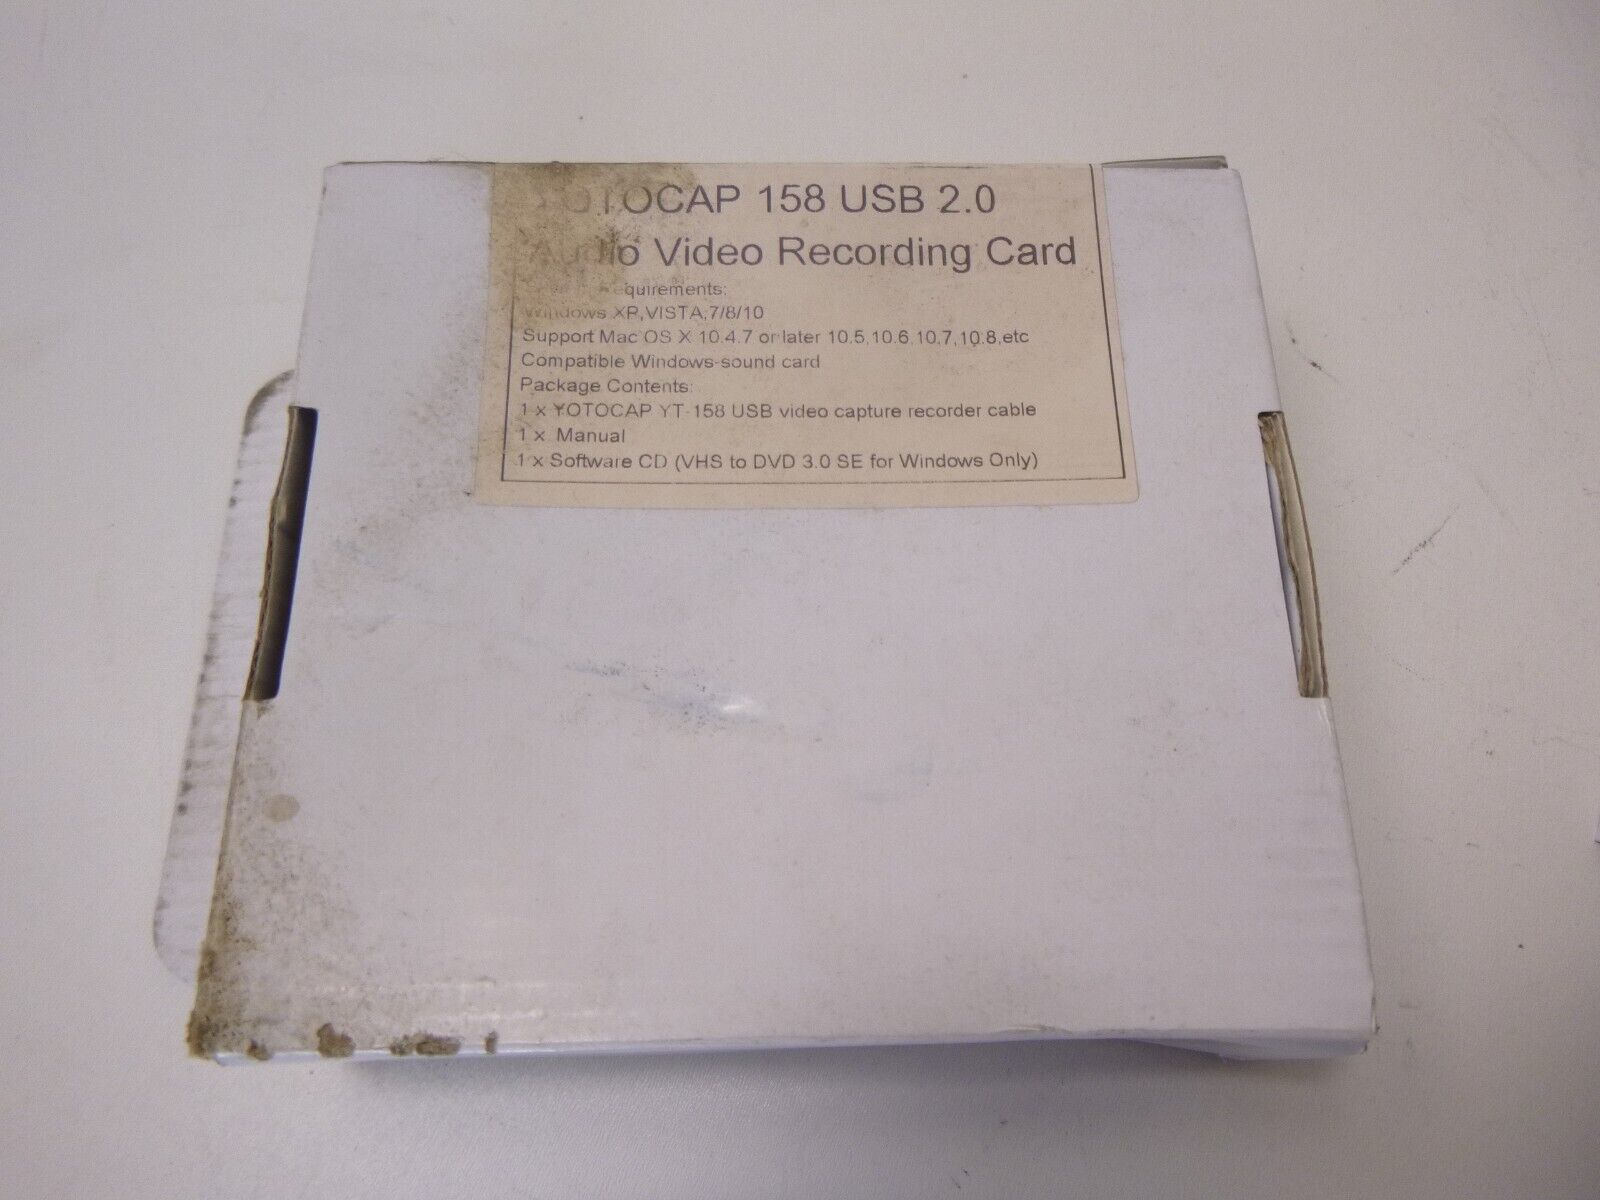 YOTOCAP 158 USB 2.0
Audio Video Recording Card
Requirements:
Windows XP,VISTA,7/8/10
Support Mac OS X 10.4.7 or later 10.5,10.6,10.7,10.8,etc
Compatible Windows-sound card
Package Contents:
1 x YOTOCAP YT-158 USB video capture recorder cable
1 x Manual
1 x Software CD (VHS to DVD 3.0 SE for Windows Only)